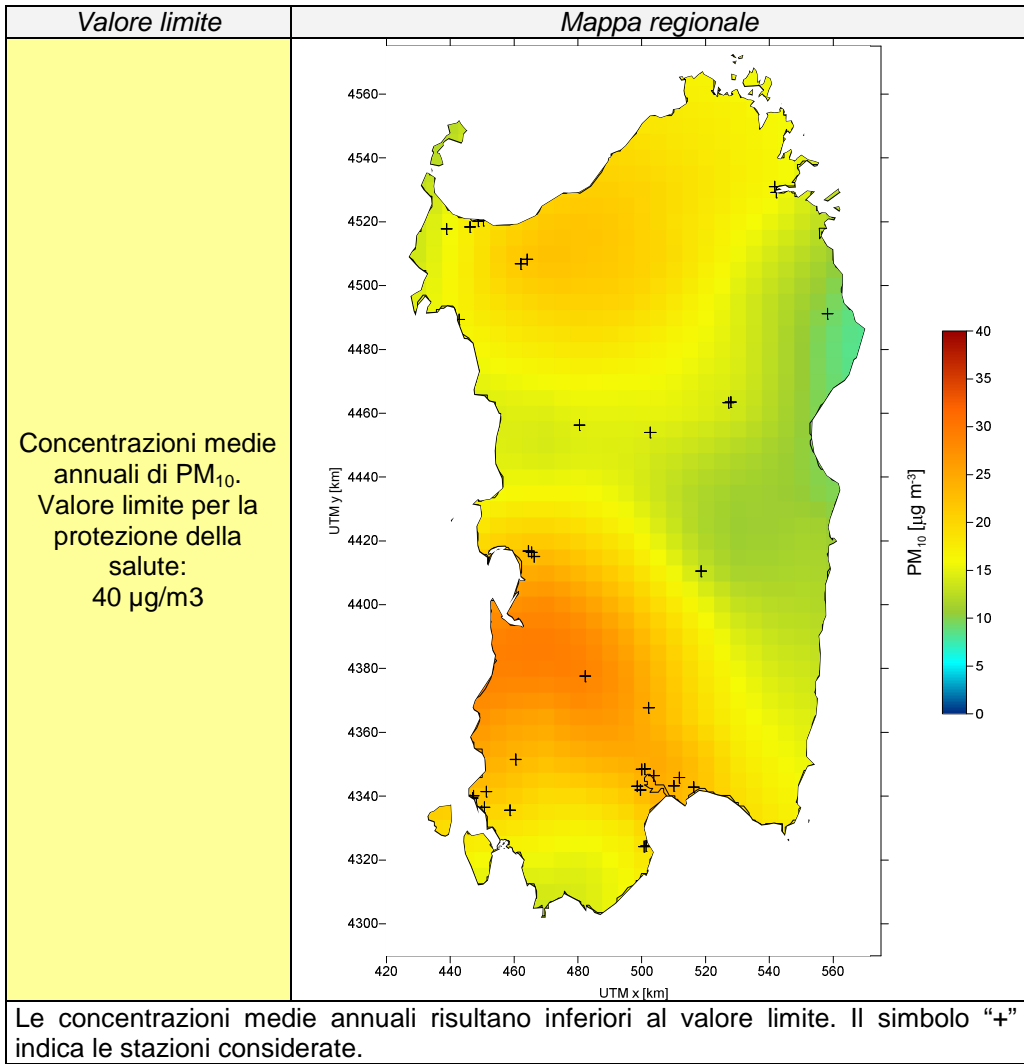 Valore limite
Mappa regionale
Concentrazioni medie
annuali di PM10.
Valore limite per la
protezione della
salute:
40 µg/m3
4560
4540
4520
4500
4480
4460
4440
4420
4400
4380
4360
4340
4320
4300
UTM y [km]
420 440 460 480 500 520 540 560
UTM x [km]
PM10 [µg m-3]
40
35
30
25
20
15
10
5
0
Le concentrazioni medie annuali risultano inferiori al valore limite. Il simbolo “+”
indica le stazioni considerate.